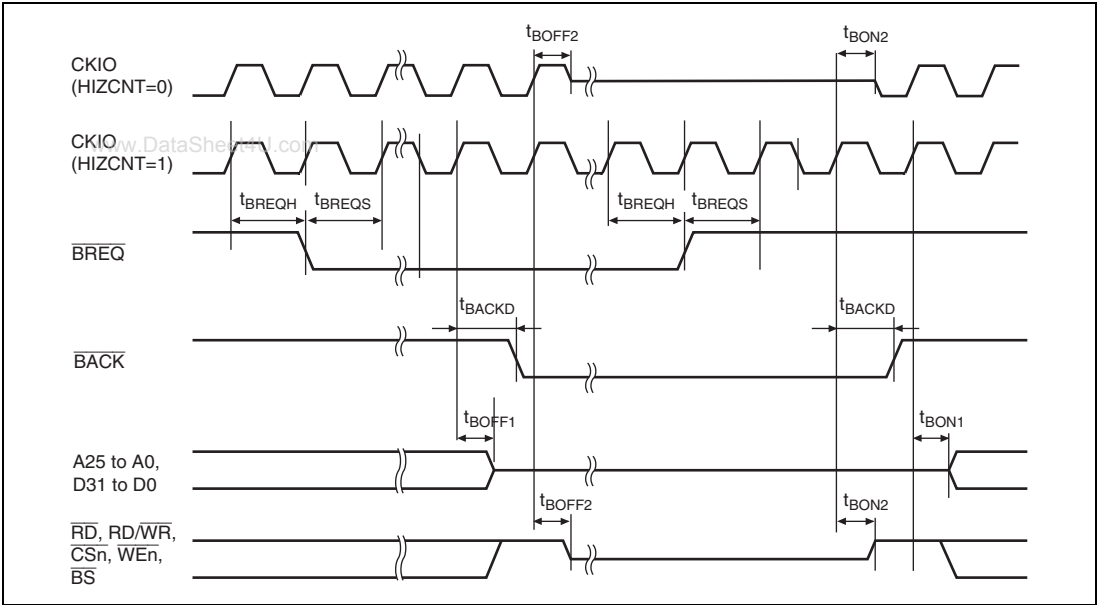 tBOFF2
tBON2
CKIO
(HIZCNT=0)
CKIO
(HIZCNT=1)
www.DataSheet4U.com
tBREQH
tBREQS
tBREQH
tBREQS
BREQ
tBACKD
tBACKD
BACK
tBOFF1
tBON1
A25 to A0,
D31 to D0
tBOFF2
tBON2
RD, RD/WR,
CSn, WEn,
BS